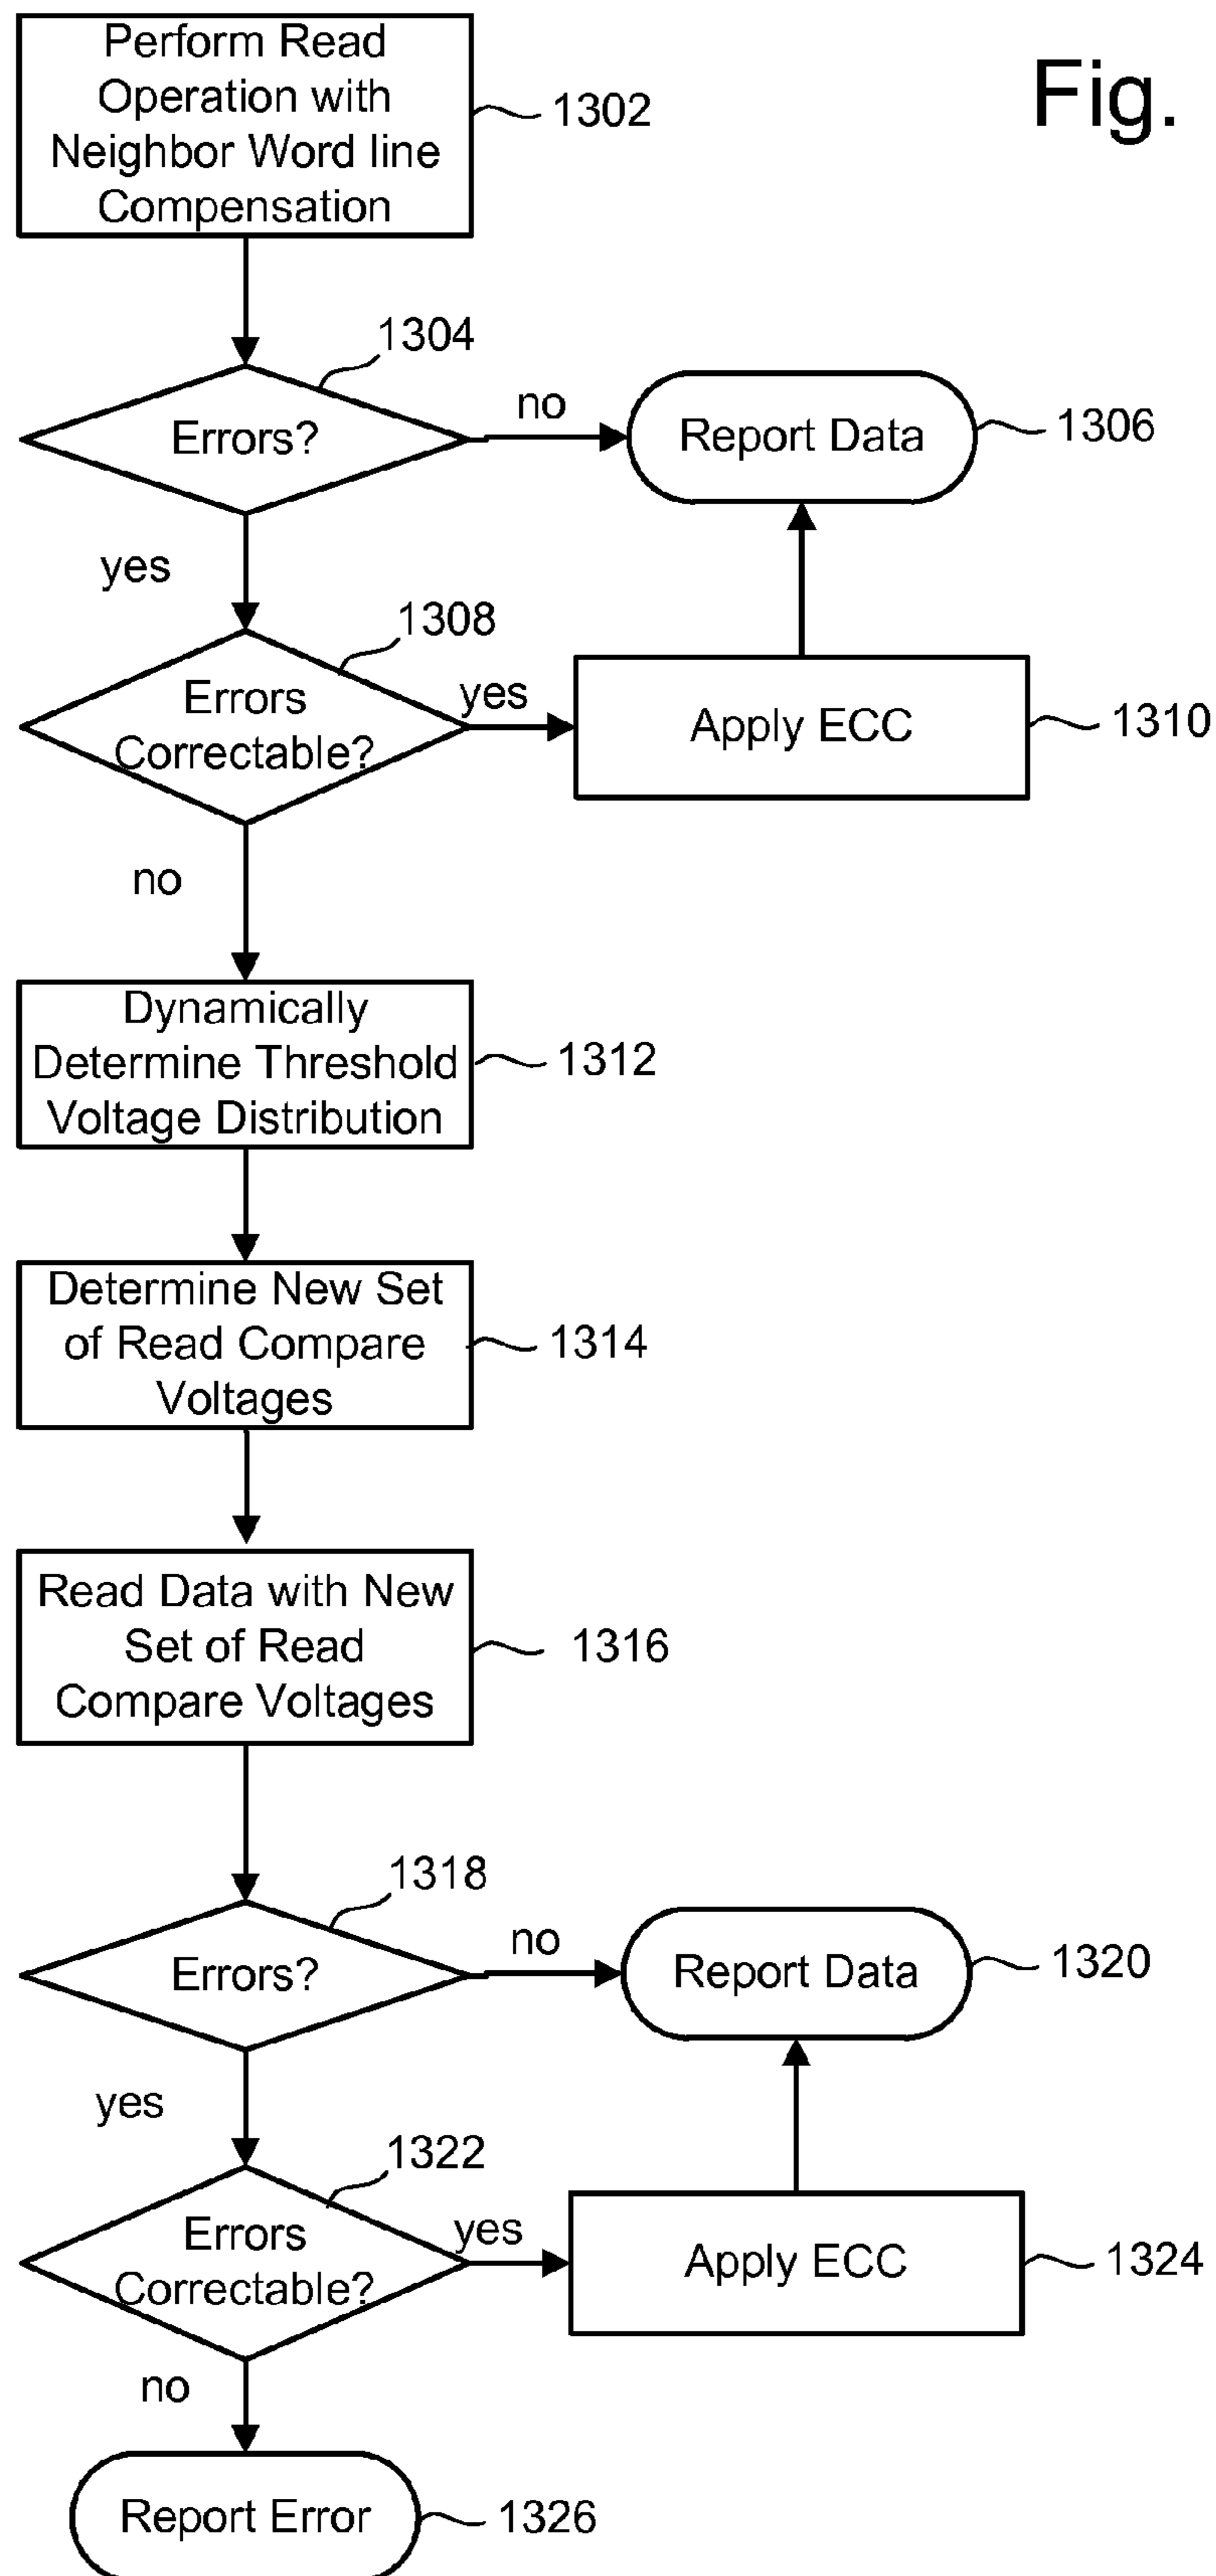 Perform Read
Operation with
Neighbor Word line
Compensation
1302
Fig.
1304
Errors?
no
Report Data
1306
yes
1308
Errors
Correctable?
yes
Apply ECC
1310
no
Dynamically
Determine Threshold
Voltage Distribution
1312
Determine New Set
of Read Compare
Voltages
1314
Read Data with New
Set of Read
Compare Voltages
1316
1318
Errors?
no
Report Data
1320
yes
1322
Errors
Correctable?
yes
Apply ECC
1324
no
Report Error
1326